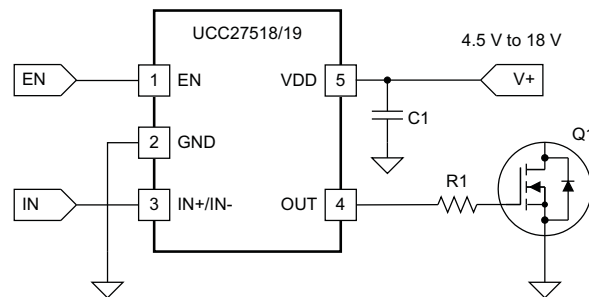 UCC27518/19
4.5 V to 18 V
EN
1
EN
VDD
5
V+
C1
2
GND
Q1
IN
3
IN+/IN-
OUT
4
R1